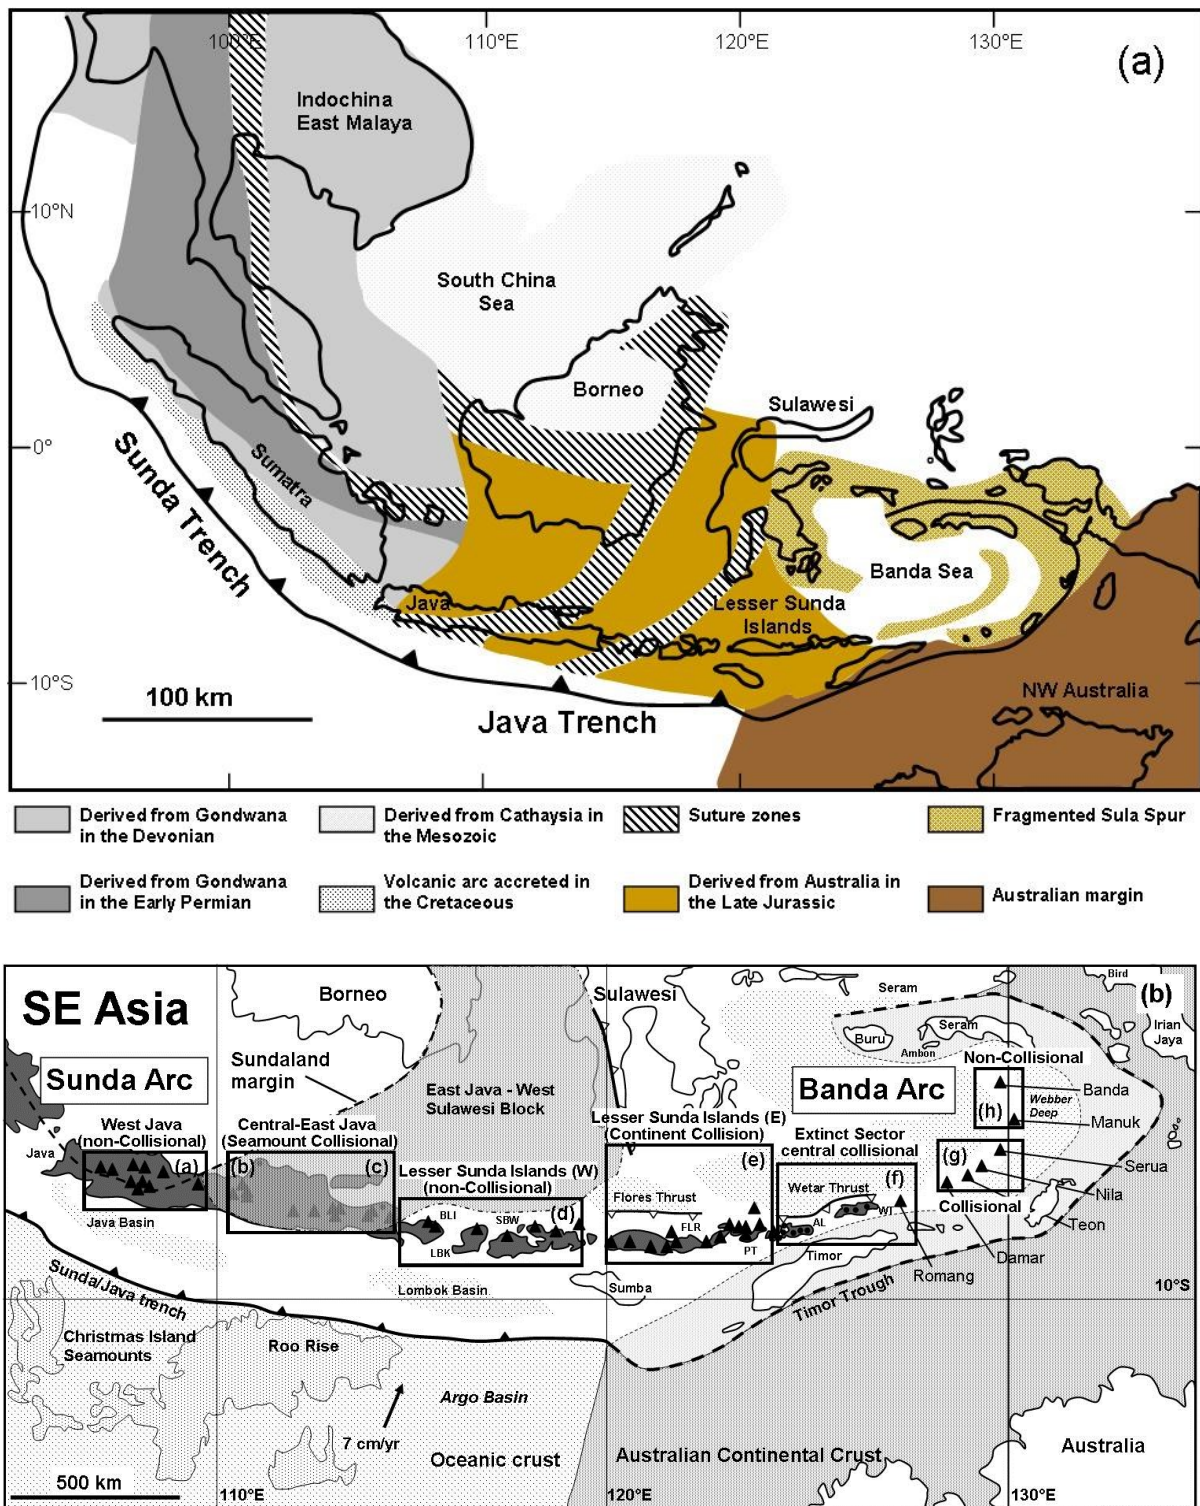 100°E
110°E
120°E
130°E
(a)
Indochina
East Malaya
10°N
South China
Sea
Borneo
Sulawesi
0°
Sunda Trench
Sumatra
Banda Sea
Java
Lesser Sunda
Islands
10°S
100 km
NW Australia
Java Trench
Derived from Gondwana
in the Devonian
Derived from Cathaysia in
the Mesozoic
Suture zones
Fragmented Sula Spur
Derived from Gondwana
in the Early Permian
Volcanic arc accreted in
the Cretaceous
Derived from Australia in
the Late Jurassic
Australian margin
SE Asia
Borneo
Sulawesi
Seram
Bird
(b)
Irian
Jaya
Buru
Seram
Ambon
Sunda Arc
Sundaland
margin
East Java - West
Sulawesi Block
Banda Arc
Non-Collisional
Banda
(h)
Webber
Deep
Manuk
West Java
(non-Collisional)
Central-East Java
(Seamount Collisional)
Lesser Sunda Islands (E)
(Continent Collision)
Extinct Sector
central collisional
Java
(a)
(b)
(c)
Lesser Sunda Islands (W)
(non-Collisional)
(e)
(f)
(g)
Serua
Nila
Collisional
Teon
Flores Thrust
Wetar Thrust
Java Basin
BLI
SBW
(d)
LBK
FLR
PT
AL
WT
Timor
Damar
Romang
Sunda/Java trench
Lombok Basin
Sumba
Timor Trough
10°S
Christmas Island
Seamounts
Roo Rise
Argo Basin
7 cm/yr
Oceanic crust
Australian Continental Crust
Australia
500 km
110°E
120°E
130°E